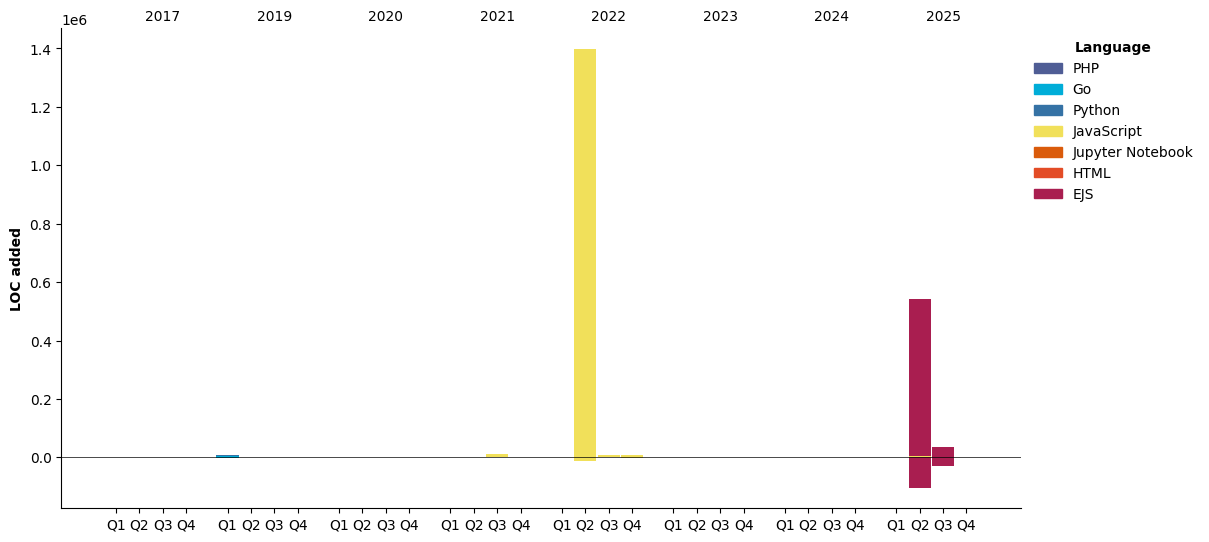 2017 2019 2020 2021 2022 2023 2024 2025
1e6
Language
PHP
Go
Python
JavaScript
Jupyter Notebook
HTML
EJS
LOC added
1.4
1.2
1.0
0.8
0.6
0.4
0.2
0.0
Q1 Q2 Q3 Q4 Q1 Q2 Q3 Q4 Q1 Q2 Q3 Q4 Q1 Q2 Q3 Q4 Q1 Q2 Q3 Q4 Q1 Q2 Q3 Q4 Q1 Q2 Q3 Q4 Q1 Q2 Q3 Q4